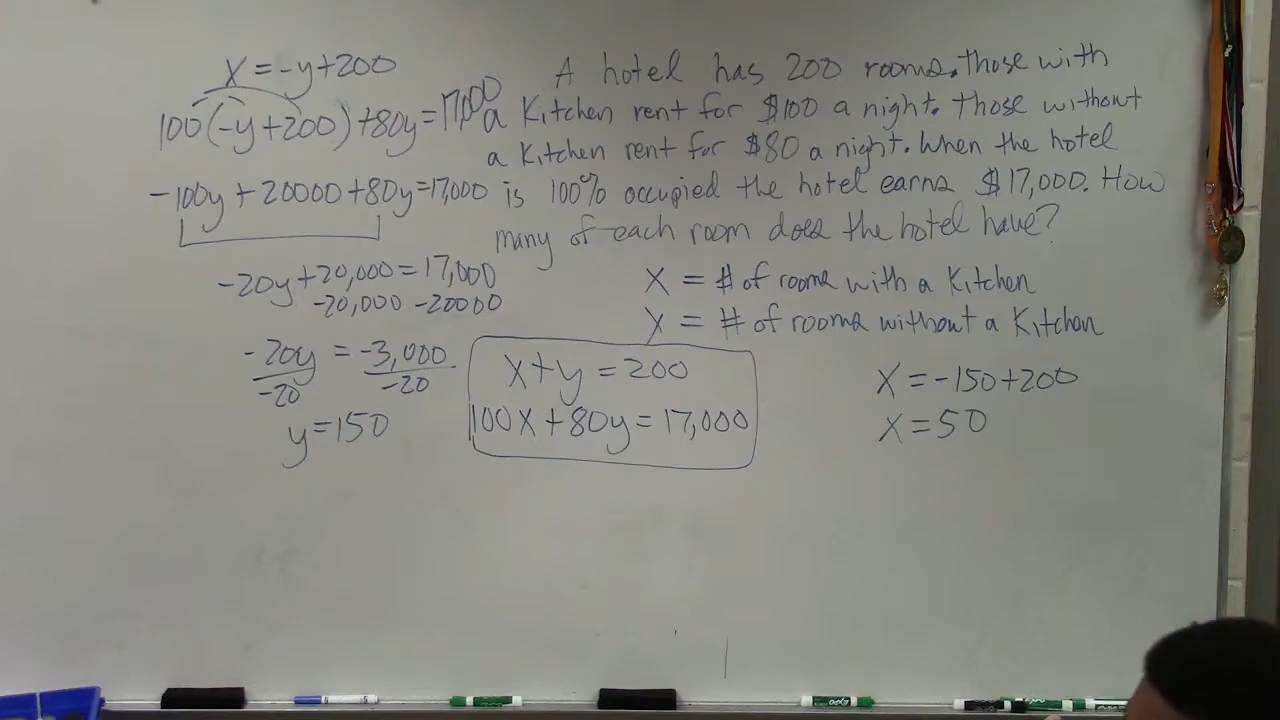 x = -y+200
100(-y+200)+80y=17,000
-100y + 20000 +80y=17,000
-20y+20,000=17,000
-20,000 -20000
-20y = -3,000
-20 -20
y=150
A hotel has 200 rooms. Those with
a kitchen rent for $100 a night. Those without
a kitchen rent for $80 a night. When the hotel
is 100% occupied the hotel earns $17,000. How
many of each room does the hotel have?
X = # of rooms with a kitchen
Y = # of rooms without a kitchen
x+y=200
100x+80y=17,000
x=-150+200
x=50
EXPO